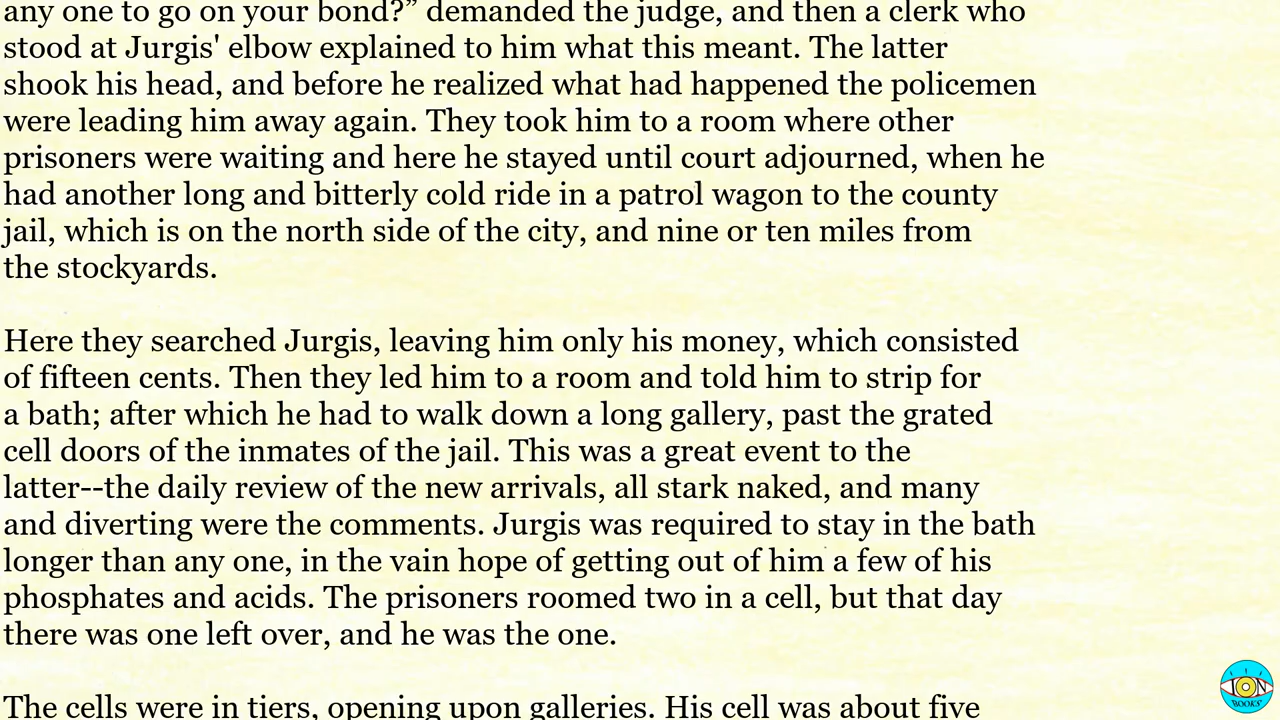 any one to go on your bond?” demanded the judge, and then a clerk who
stood at Jurgis' elbow explained to him what this meant. The latter
shook his head, and before he realized what had happened the policemen
were leading him away again. They took him to a room where other
prisoners were waiting and here he stayed until court adjourned, when he
had another long and bitterly cold ride in a patrol wagon to the county
jail, which is on the north side of the city, and nine or ten miles from
the stockyards.
Here they searched Jurgis, leaving him only his money, which consisted
of fifteen cents. Then they led him to a room and told him to strip for
a bath; after which he had to walk down a long gallery, past the grated
cell doors of the inmates of the jail. This was a great event to the
latter--the daily review of the new arrivals, all stark naked, and many
and diverting were the comments. Jurgis was required to stay in the bath
longer than any one, in the vain hope of getting out of him a few of his
phosphates and acids. The prisoners roomed two in a cell, but that day
there was one left over, and he was the one.
The cells were in tiers, opening upon galleries. His cell was about five
ION
BOOKS